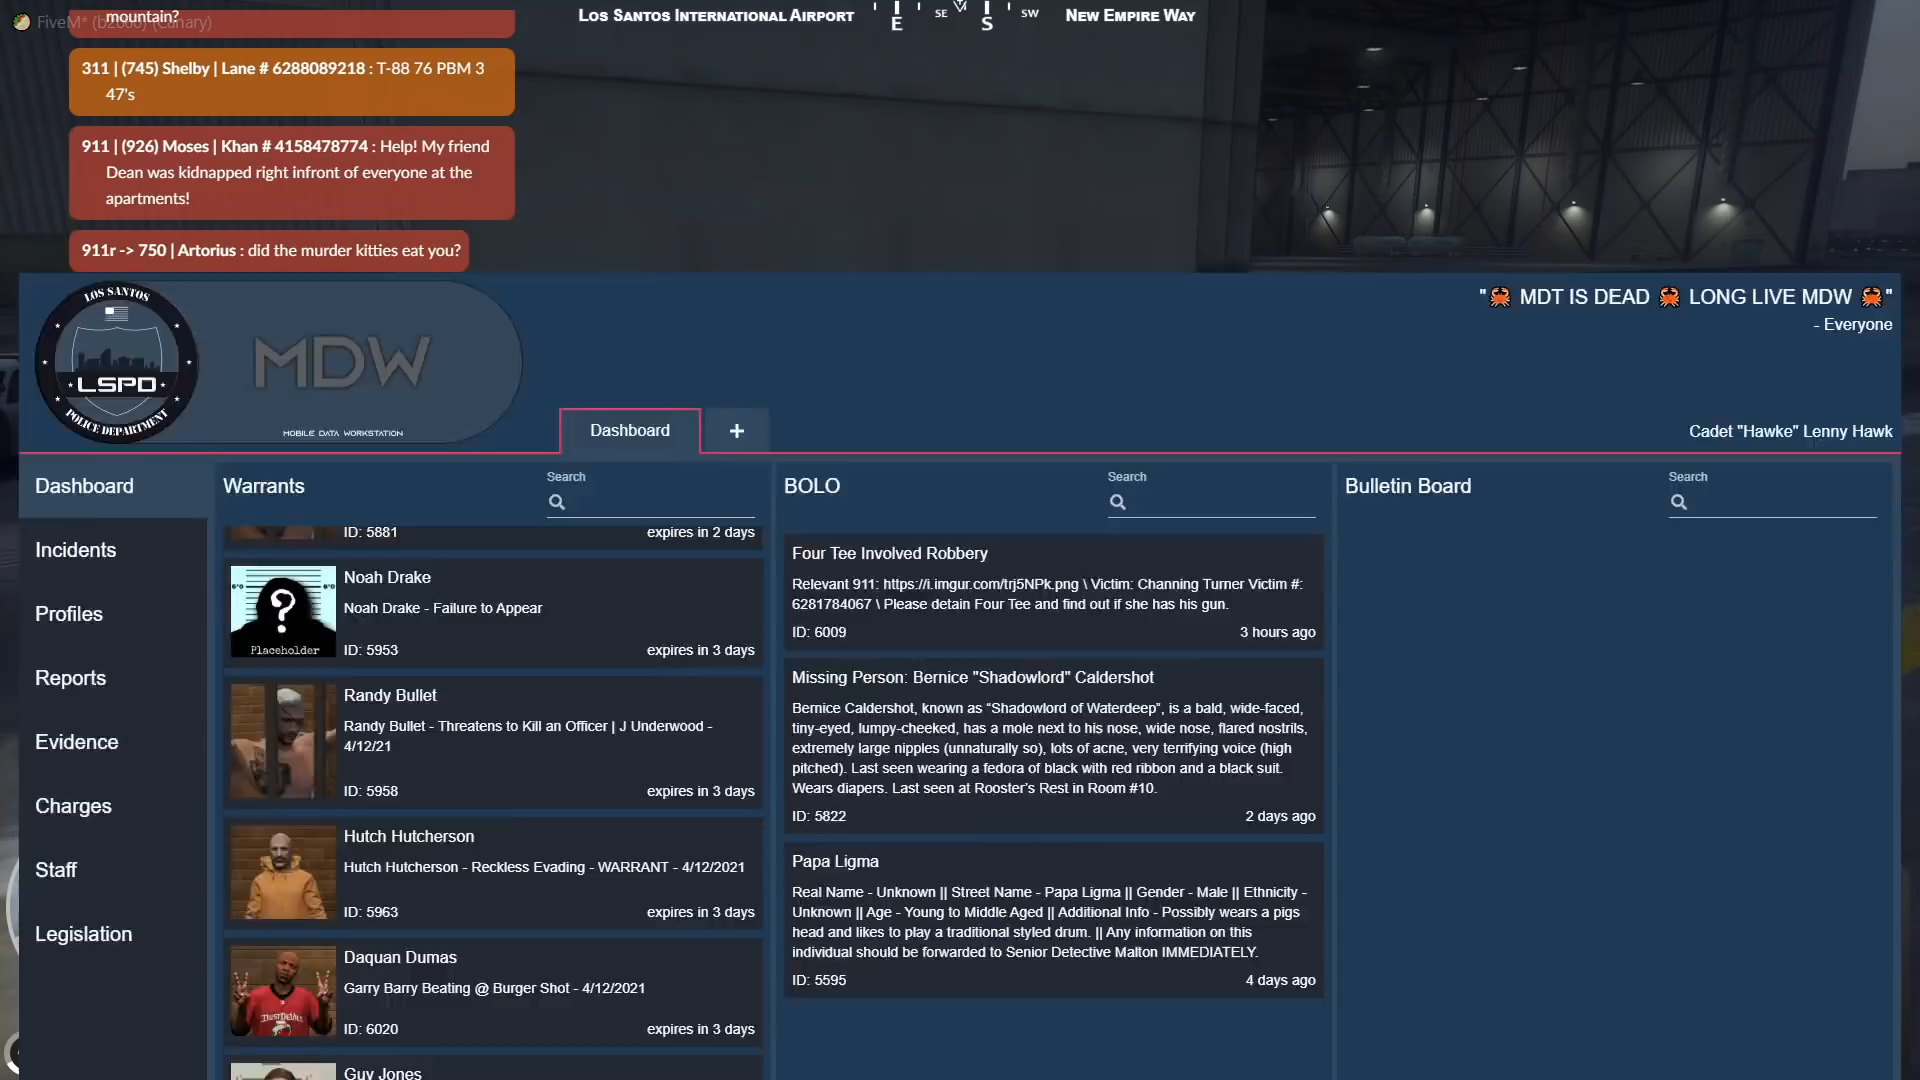 FiveM* (b2060) (Canary)
mountain?
311 | (745) Shelby | Lane # 6288089218 : T-88 76 PBM 3
47's
911 | (926) Moses | Khan # 4158478774 : Help! My friend
Dean was kidnapped right infront of everyone at the
apartments!
911r -> 750 | Artorius : did the murder kitties eat you?
Los Santos International Airport
E
SE
S
SW
New Empire Way
LOS SANTOS
LSPD
POLICE DEPARTMENT
MDW
MOBILE DATA WORKSTATION
"🦀 MDT IS DEAD 🦀 LONG LIVE MDW 🦀"
- Everyone
Dashboard
+
Cadet "Hawke" Lenny Hawk
Dashboard
Incidents
Profiles
Reports
Evidence
Charges
Staff
Legislation
Warrants
Search
ID: 5881
expires in 2 days
Placeholder
Noah Drake
Noah Drake - Failure to Appear
ID: 5953
expires in 3 days
Randy Bullet
Randy Bullet - Threatens to Kill an Officer | J Underwood -
4/12/21
ID: 5958
expires in 3 days
Hutch Hutcherson
Hutch Hutcherson - Reckless Evading - WARRANT - 4/12/2021
ID: 5963
expires in 3 days
Daquan Dumas
Garry Barry Beating @ Burger Shot - 4/12/2021
ID: 6020
expires in 3 days
Guy Jones
BOLO
Search
Four Tee Involved Robbery
Relevant 911: https://i.imgur.com/trj5NPk.png \ Victim: Channing Turner Victim #:
6281784067 \ Please detain Four Tee and find out if she has his gun.
ID: 6009
3 hours ago
Missing Person: Bernice "Shadowlord" Caldershot
Bernice Caldershot, known as “Shadowlord of Waterdeep”, is a bald, wide-faced,
tiny-eyed, lumpy-cheeked, has a mole next to his nose, wide nose, flared nostrils,
extremely large nipples (unnaturally so), lots of acne, very terrifying voice (high
pitched). Last seen wearing a fedora of black with red ribbon and a black suit.
Wears diapers. Last seen at Rooster’s Rest in Room #10.
ID: 5822
2 days ago
Papa Ligma
Real Name - Unknown || Street Name - Papa Ligma || Gender - Male || Ethnicity -
Unknown || Age - Young to Middle Aged || Additional Info - Possibly wears a pigs
head and likes to play a traditional styled drum. || Any information on this
individual should be forwarded to Senior Detective Malton IMMEDIATELY.
ID: 5595
4 days ago
Bulletin Board
Search